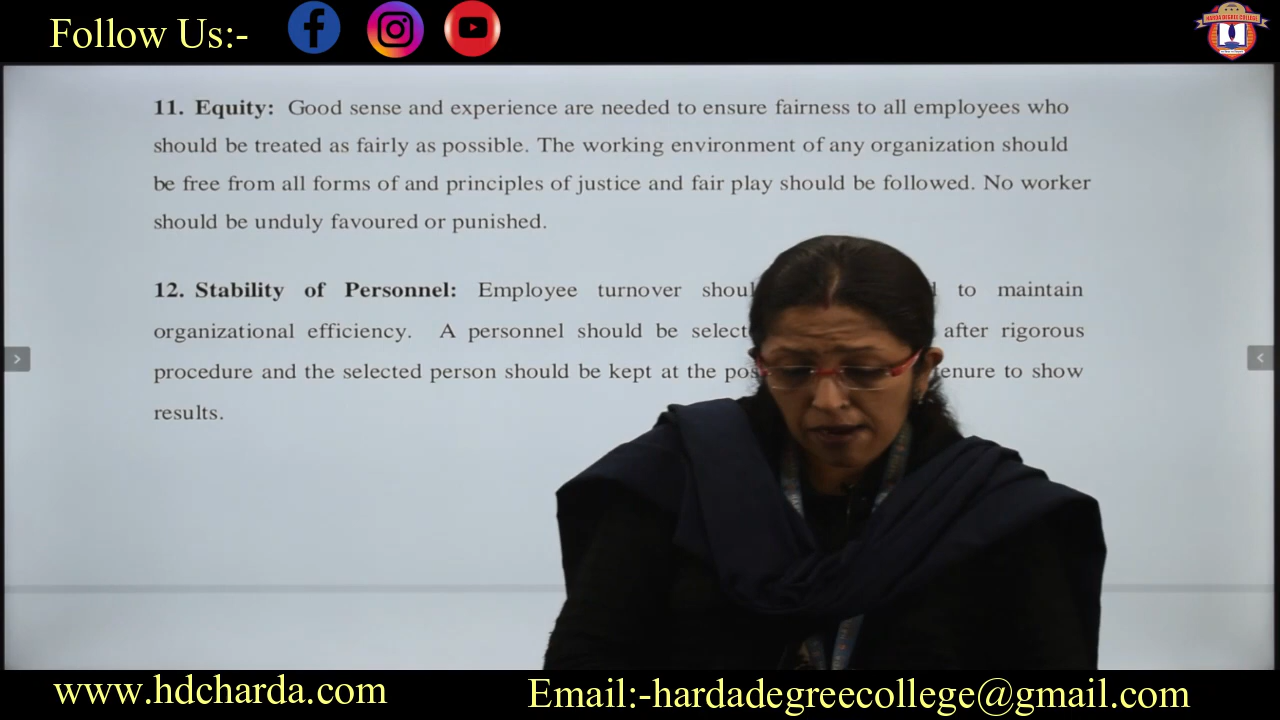 Follow Us:-
HARDA DEGREE COLLEGE
11. Equity: Good sense and experience are needed to ensure fairness to all employees who
should be treated as fairly as possible. The working environment of any organization should
be free from all forms of and principles of justice and fair play should be followed. No worker
should be unduly favoured or punished.
12. Stability of Personnel: Employee turnover to maintain
organizational efficiency. A personnel should be after rigorous
procedure and the selected person should be kept at the tenure to show
results.
www.hdcharda.com
Email:-hardadegreecollege@gmail.com